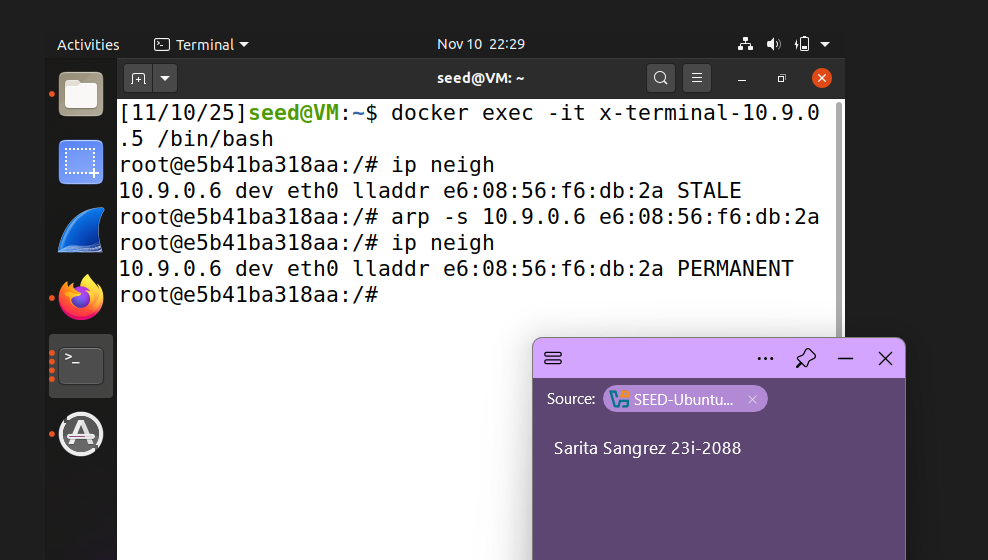 Activities Terminal Nov 10 22:29
seed@VM: ~
[11/10/25]seed@VM:~$ docker exec -it x-terminal-10.9.0
.5 /bin/bash
root@e5b41ba318aa:/# ip neigh
10.9.0.6 dev eth0 lladdr e6:08:56:f6:db:2a STALE
root@e5b41ba318aa:/# arp -s 10.9.0.6 e6:08:56:f6:db:2a
root@e5b41ba318aa:/# ip neigh
10.9.0.6 dev eth0 lladdr e6:08:56:f6:db:2a PERMANENT
root@e5b41ba318aa:/#
Source: SEED-Ubuntu...
Sarita Sangrez 23i-2088